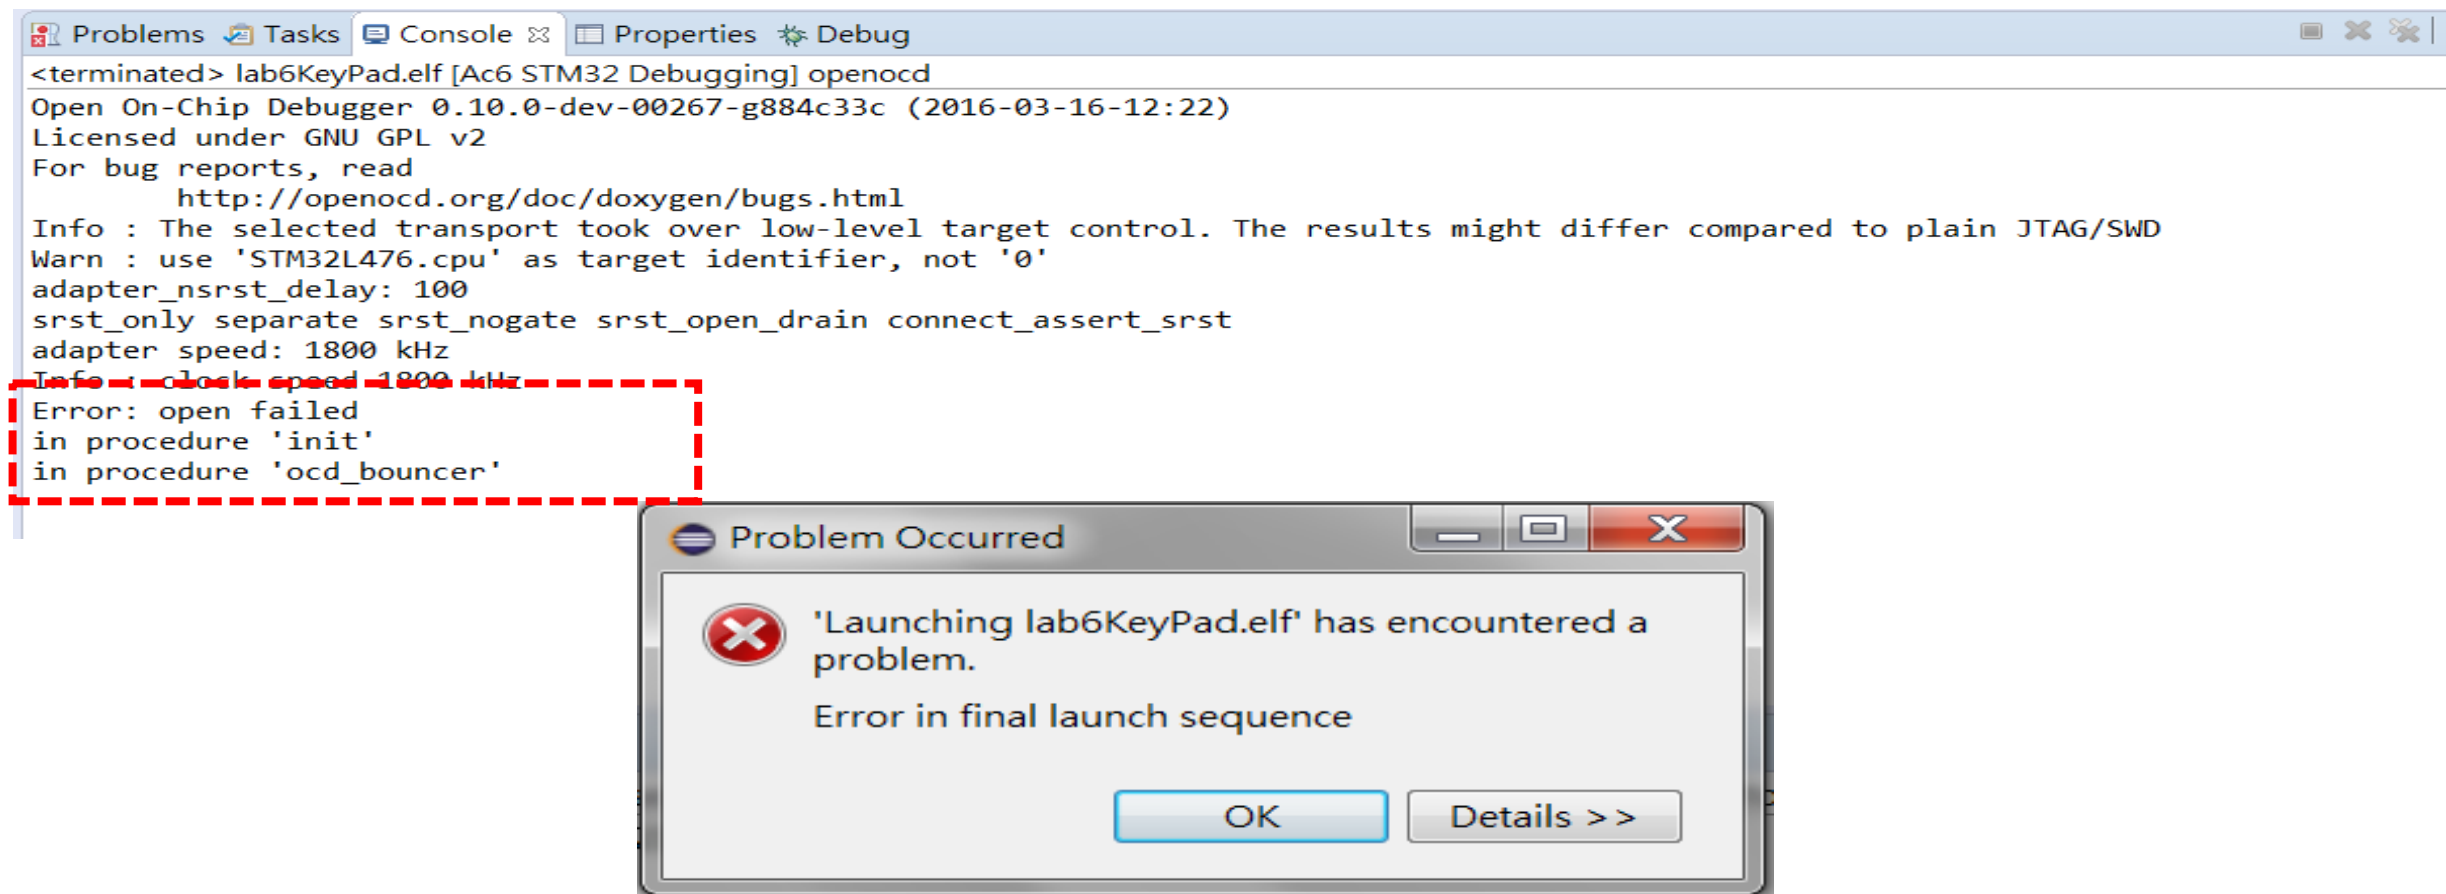 Problems Tasks Console Properties Debug
<terminated> lab6KeyPad.elf [Ac6 STM32 Debugging] openocd
Open On-Chip Debugger 0.10.0-dev-00267-g884c33c (2016-03-16-12:22)
Licensed under GNU GPL v2
For bug reports, read
http://openocd.org/doc/doxygen/bugs.html
Info : The selected transport took over low-level target control. The results might differ compared to plain JTAG/SWD
Warn : use 'STM32L476.cpu' as target identifier, not '0'
adapter_nsrst_delay: 100
srst_only separate srst_nogate srst_open_drain connect_assert_srst
adapter speed: 1800 kHz
Info : clock speed 1800 kHz
Error: open failed
in procedure 'init'
in procedure 'ocd_bouncer'
Problem Occurred
'Launching lab6KeyPad.elf' has encountered a
problem.
Error in final launch sequence
OK Details >>